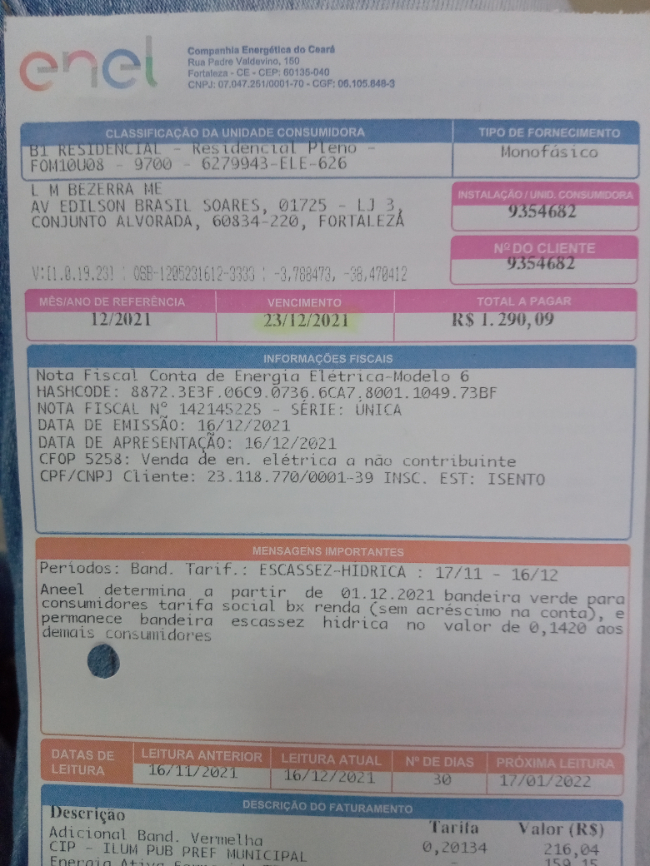 enel
Companhia Energética do Ceará
Rua Padre Valdevino, 150
Fortaleza - CE - CEP: 60135-040
CNPJ: 07.047.251/0001-70 - CGF: 06.105.848-3
CLASSIFICAÇÃO DA UNIDADE CONSUMIDORA
TIPO DE FORNECIMENTO
B1 RESIDENCIAL - Residencial Pleno -
FOM10U08 - 9700 - 6279943-ELE-626
Monofásico
L M BEZERRA ME
AV EDILSON BRASIL SOARES, 01725 - LJ 3,
CONJUNTO ALVORADA, 60834-220, FORTALEZA
INSTALAÇÃO / UNID. CONSUMIDORA
9354682
Nº DO CLIENTE
9354682
V:[1.0.19.23] : OSB-1205231612-3333 : -3,788473, -38,470412
MÊS/ANO DE REFERÊNCIA
VENCIMENTO
TOTAL A PAGAR
12/2021
23/12/2021
R$ 1.290,09
INFORMAÇÕES FISCAIS
Nota Fiscal Conta de Energia Elétrica-Modelo 6
HASHCODE: 8872.3E3F.06C9.0736.6CA7.8001.1049.73BF
NOTA FISCAL Nº 142145225 - SÉRIE: ÚNICA
DATA DE EMISSÃO: 16/12/2021
DATA DE APRESENTAÇÃO: 16/12/2021
CFOP 5258: Venda de en. elétrica a não contribuinte
CPF/CNPJ Cliente: 23.118.770/0001-39 INSC. EST: ISENTO
MENSAGENS IMPORTANTES
Períodos: Band. Tarif.: ESCASSEZ-HÍDRICA : 17/11 - 16/12
Aneel determina a partir de 01.12.2021 bandeira verde para
consumidores tarifa social bx renda (sem acréscimo na conta), e
permanece bandeira escassez hídrica no valor de 0,1420 aos
demais consumidores
DATAS DE LEITURA
LEITURA ANTERIOR
LEITURA ATUAL
Nº DE DIAS
PRÓXIMA LEITURA
16/11/2021
16/12/2021
30
17/01/2022
DESCRIÇÃO DO FATURAMENTO
Descrição
Tarifa
Valor (R$)
Adicional Band. Vermelha
0,20134
216,04
CIP - ILUM PUB PREF MUNICIPAL
-
159,15